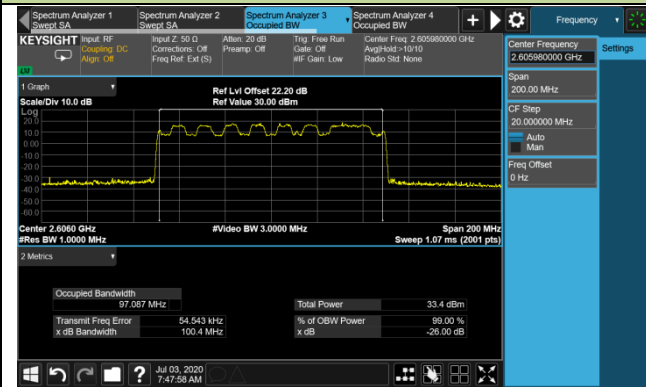 Spectrum Analyzer 1
Swept SA
Spectrum Analyzer 2
Swept SA
Spectrum Analyzer 3
Occupied BW
Spectrum Analyzer 4
Occupied BW
Frequency
KEYSIGHT
Input: RF
Coupling: DC
Align: Off
Input Z: 50 Ω
Corrections: Off
Freq Ref: Ext (S)
Atten: 20 dB
Preamp: Off
Trig: Free Run
Gate: Off
#IF Gain: Low
Center Freq: 2.605980000 GHz
Avg|Hold:>10/10
Radio Std: None
LVI
Center Frequency
2.605980000 GHz
Settings
Span
200.00 MHz
CF Step
20.000000 MHz
Auto
Man
Freq Offset
0 Hz
1 Graph
Scale/Div 10.0 dB
Ref Lvl Offset 22.20 dB
Ref Value 30.00 dBm
Log
20.0
10.0
0.00
-10.0
-20.0
-30.0
-40.0
-50.0
-60.0
Center 2.6060 GHz
#Res BW 1.0000 MHz
#Video BW 3.0000 MHz
Span 200 MHz
Sweep 1.07 ms (2001 pts)
2 Metrics
Occupied Bandwidth
97.087 MHz
Transmit Freq Error
54.543 kHz
x dB Bandwidth
100.4 MHz
Total Power
33.4 dBm
% of OBW Power
99.00 %
x dB
-26.00 dB
?
Jul 03, 2020
7:47:58 AM